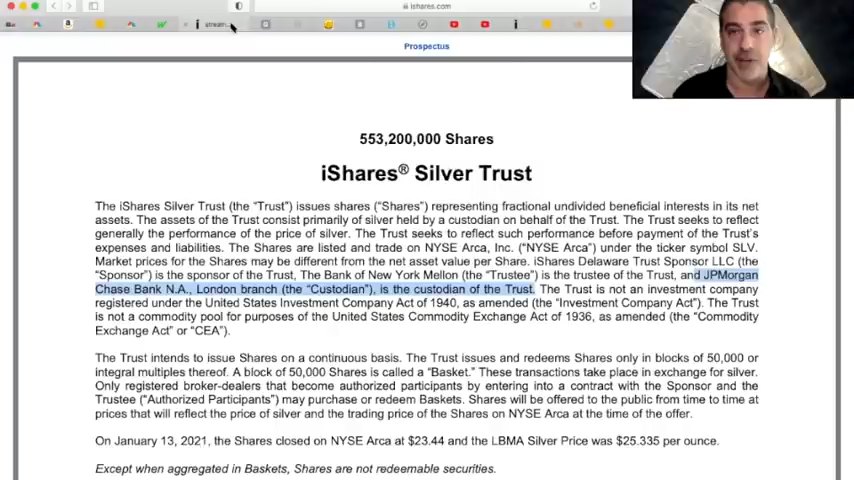 ishares.com
stream...
Prospectus
553,200,000 Shares
iShares® Silver Trust
The iShares Silver Trust (the “Trust”) issues shares (“Shares”) representing fractional undivided beneficial interests in its net
assets. The assets of the Trust consist primarily of silver held by a custodian on behalf of the Trust. The Trust seeks to reflect
generally the performance of the price of silver. The Trust seeks to reflect such performance before payment of the Trust’s
expenses and liabilities. The Shares are listed and trade on NYSE Arca, Inc. (“NYSE Arca”) under the ticker symbol SLV.
Market prices for the Shares may be different from the net asset value per Share. iShares Delaware Trust Sponsor LLC (the
“Sponsor”) is the sponsor of the Trust, The Bank of New York Mellon (the “Trustee”) is the trustee of the Trust, and JPMorgan
Chase Bank N.A., London branch (the “Custodian”), is the custodian of the Trust. The Trust is not an investment company
registered under the United States Investment Company Act of 1940, as amended (the “Investment Company Act”). The Trust
is not a commodity pool for purposes of the United States Commodity Exchange Act of 1936, as amended (the “Commodity
Exchange Act” or “CEA”).
The Trust intends to issue Shares on a continuous basis. The Trust issues and redeems Shares only in blocks of 50,000 or
integral multiples thereof. A block of 50,000 Shares is called a “Basket.” These transactions take place in exchange for silver.
Only registered broker-dealers that become authorized participants by entering into a contract with the Sponsor and the
Trustee (“Authorized Participants”) may purchase or redeem Baskets. Shares will be offered to the public from time to time at
prices that will reflect the price of silver and the trading price of the Shares on NYSE Arca at the time of the offer.
On January 13, 2021, the Shares closed on NYSE Arca at $23.44 and the LBMA Silver Price was $25.335 per ounce.
Except when aggregated in Baskets, Shares are not redeemable securities.